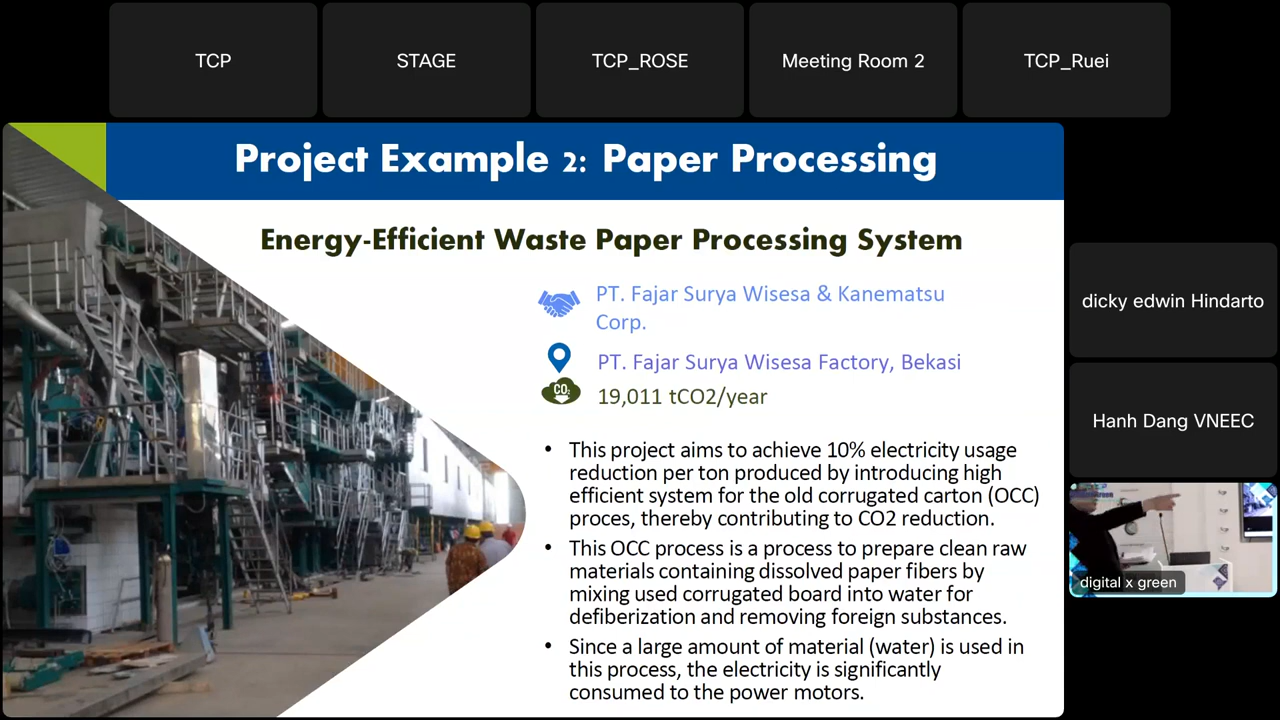 TCP
STAGE
TCP_ROSE
Meeting Room 2
TCP_Ruei
Project Example 2: Paper Processing
Energy-Efficient Waste Paper Processing System
PT. Fajar Surya Wisesa & Kanematsu
Corp.
PT. Fajar Surya Wisesa Factory, Bekasi
CO2
19,011 tCO2/year
• This project aims to achieve 10% electricity usage
reduction per ton produced by introducing high
efficient system for the old corrugated carton (OCC)
proces, thereby contributing to CO2 reduction.
• This OCC process is a process to prepare clean raw
materials containing dissolved paper fibers by
mixing used corrugated board into water for
defiberization and removing foreign substances.
• Since a large amount of material (water) is used in
this process, the electricity is significantly
consumed to the power motors.
dicky edwin Hindarto
Hanh Dang VNEEC
digital x green